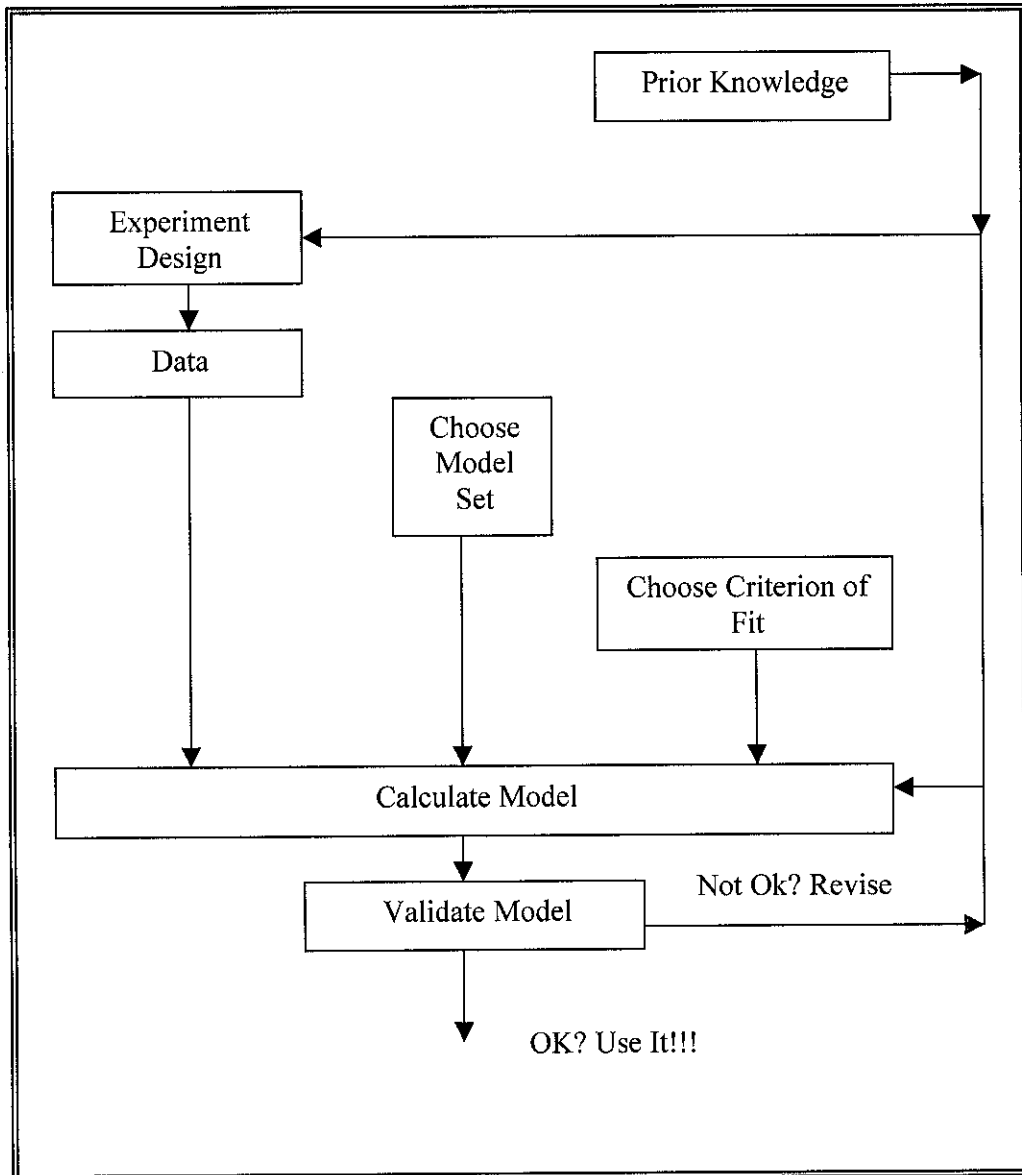 Prior Knowledge
Experiment
Design
Data
Choose
Model
Set
Choose Criterion of
Fit
Calculate Model
Not Ok? Revise
Validate Model
OK? Use It!!!